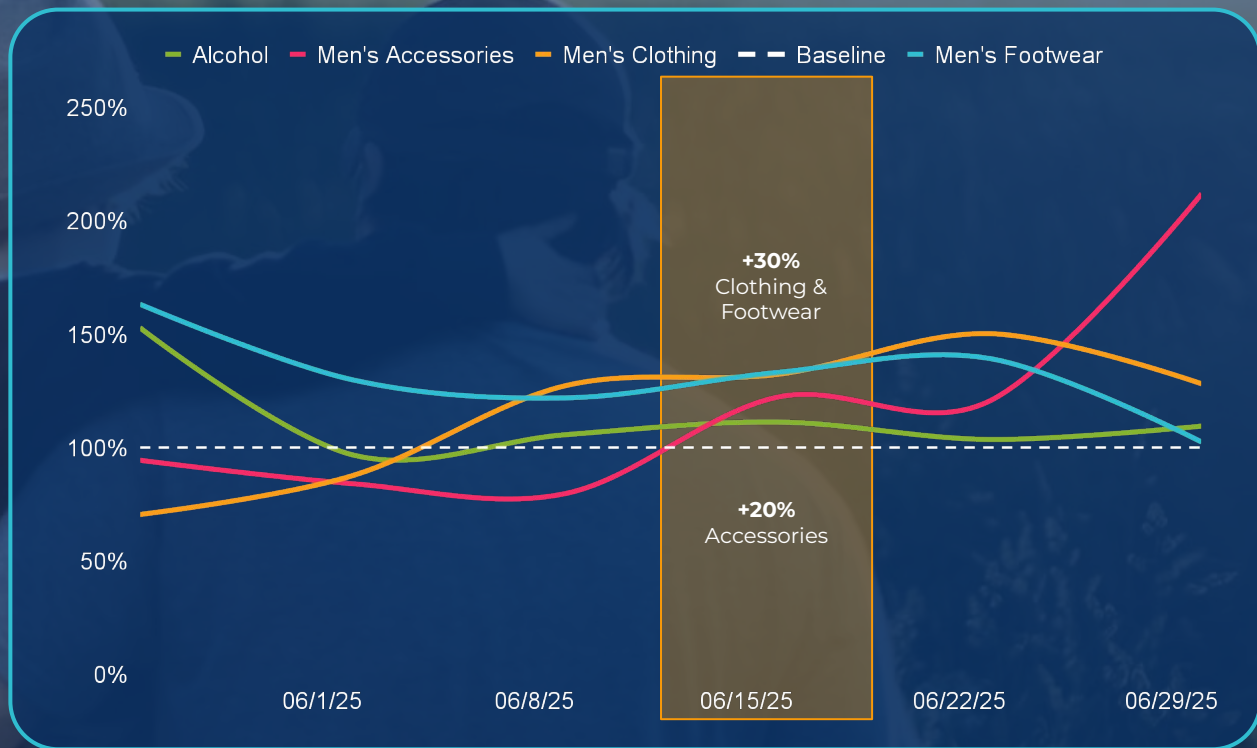 Alcohol Men's Accessories Men's Clothing Baseline Men's Footwear
250%
200%
150%
100%
50%
0%
+30%
Clothing &
Footwear
+20%
Accessories
06/1/25 06/8/25 06/15/25 06/22/25 06/29/25